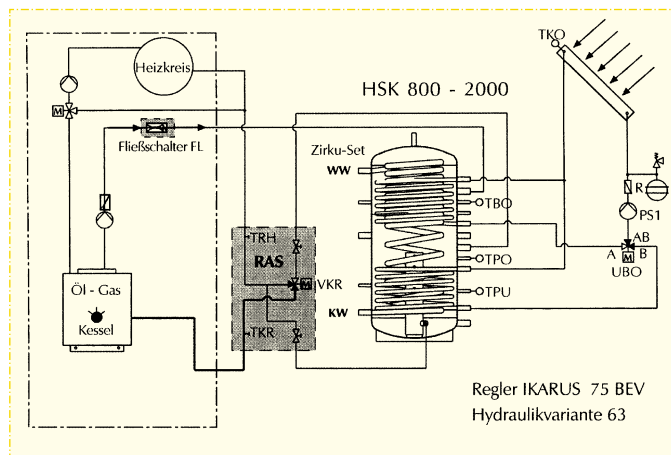 TKO
Heizkreis
HSK 800 - 2000
M
Fließschalter FL
Zirku-Set
WW
TBO
R
PS1
TRH
RAS
AB
A
B
M
UBO
TPO
Öl - Gas
Kessel
M
VKR
TPU
KW
TKR
Regler IKARUS 75 BEV
Hydraulikvariante 63